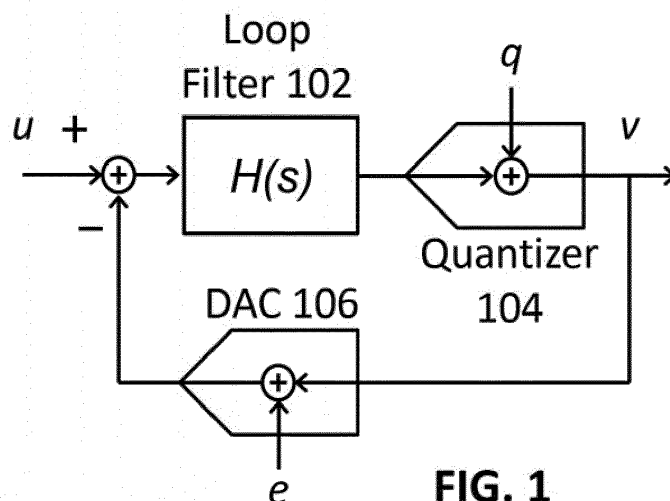 Loop
Filter 102
q
u
+
v
+
H(s)
+
−
Quantizer
104
DAC 106
+
e
FIG. 1